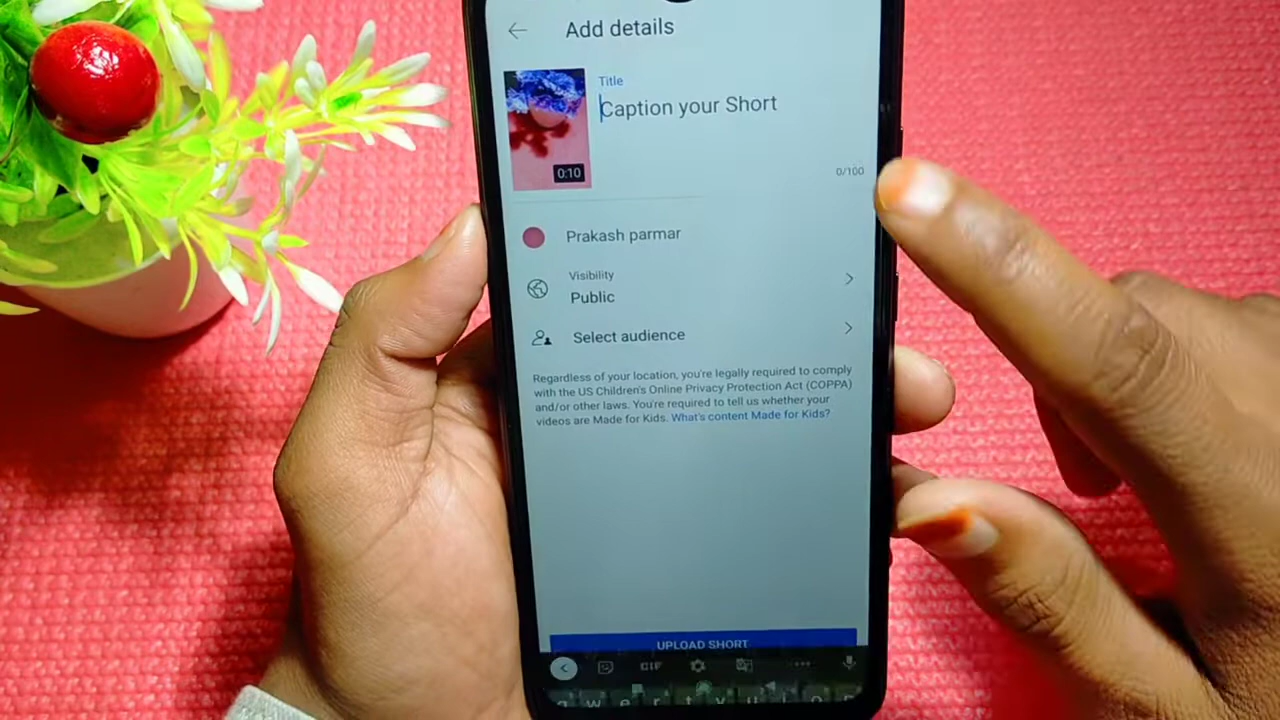 Add details
Title
Caption your Short
0:10
0/100
Prakash parmar
Visibility
Public
Select audience
Regardless of your location, you're legally required to comply
with the US Children's Online Privacy Protection Act (COPPA)
and/or other laws. You're required to tell us whether your
videos are Made for Kids. What's content Made for Kids?
UPLOAD SHORT
GIF
q w e r t y u i o p